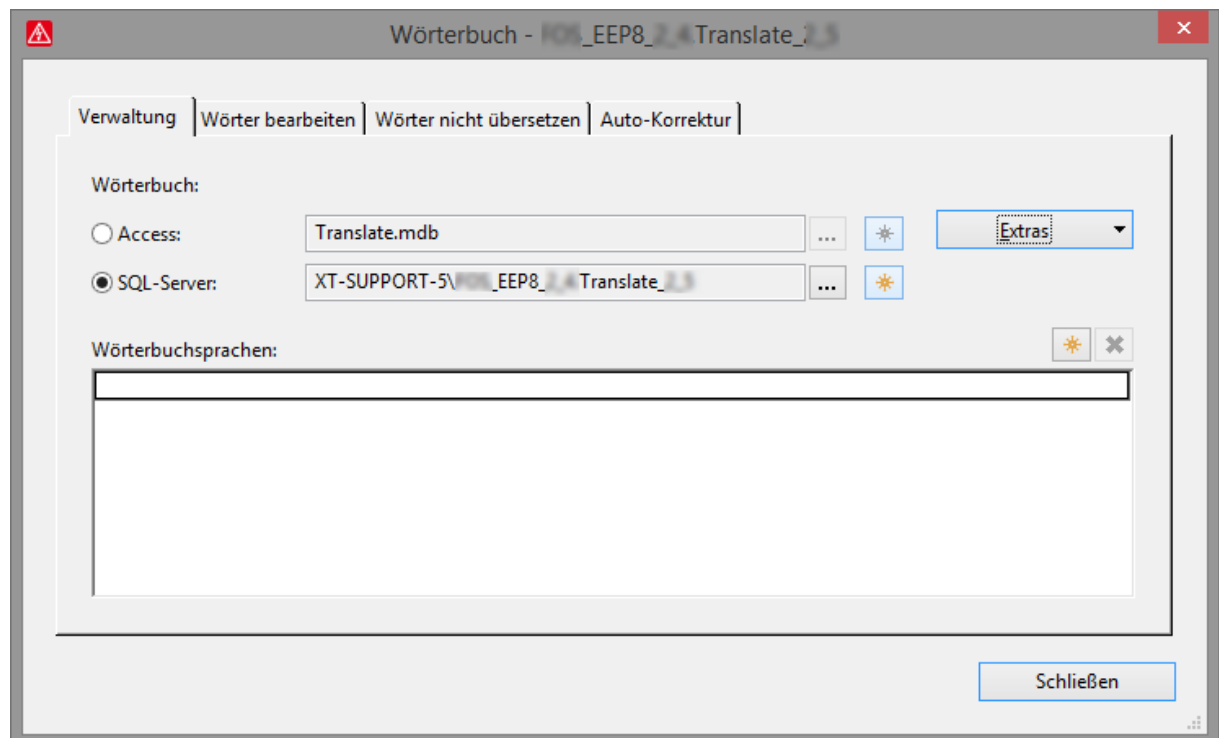 Wörterbuch - _EEP8_ Translate_
Verwaltung Wörter bearbeiten Wörter nicht übersetzen Auto-Korrektur
Wörterbuch:
Access: Translate.mdb ... Extras
SQL-Server: XT-SUPPORT-5\ _EEP8_ Translate_ ...
Wörterbuchsprachen:
Schließen